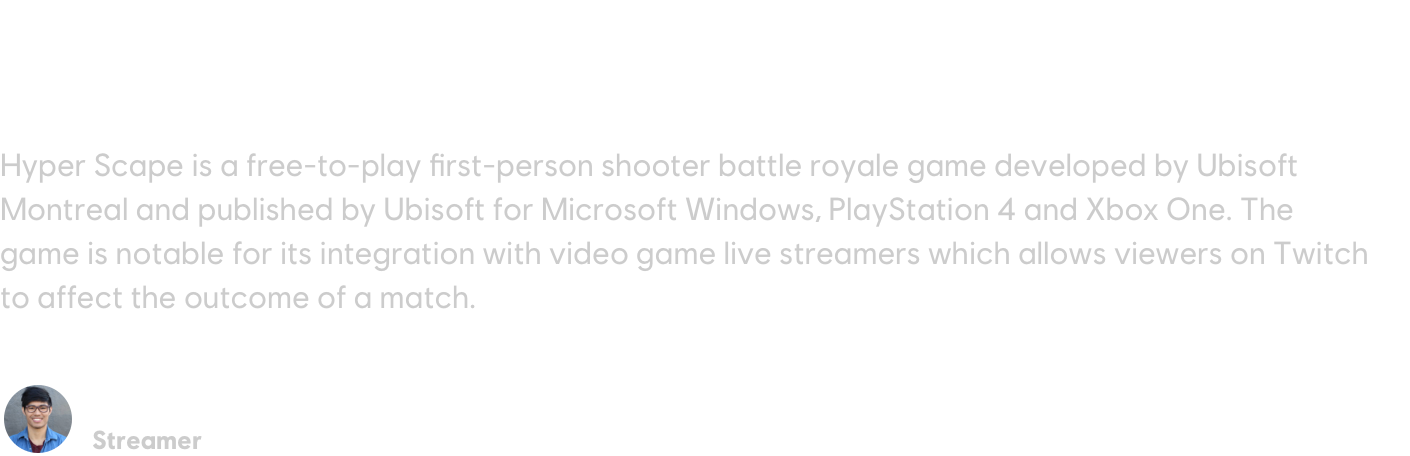 Hyper Scape is a free-to-play first-person shooter battle royale game developed by Ubisoft
Montreal and published by Ubisoft for Microsoft Windows, PlayStation 4 and Xbox One. The
game is notable for its integration with video game live streamers which allows viewers on Twitch
to affect the outcome of a match.
Streamer